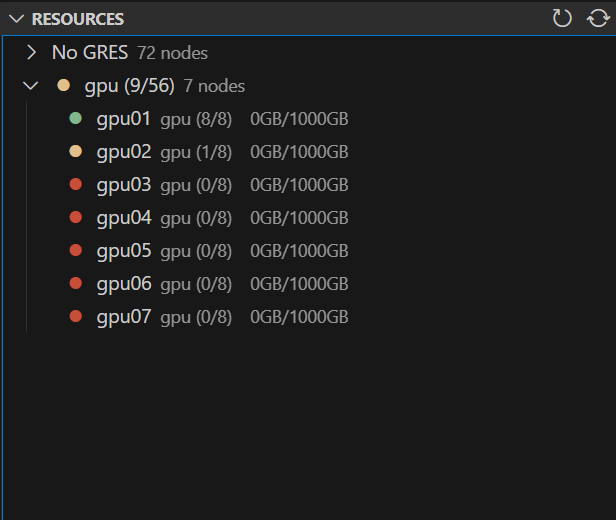 RESOURCES
No GRES 72 nodes
gpu (9/56) 7 nodes
gpu01 gpu (8/8) 0GB/1000GB
gpu02 gpu (1/8) 0GB/1000GB
gpu03 gpu (0/8) 0GB/1000GB
gpu04 gpu (0/8) 0GB/1000GB
gpu05 gpu (0/8) 0GB/1000GB
gpu06 gpu (0/8) 0GB/1000GB
gpu07 gpu (0/8) 0GB/1000GB